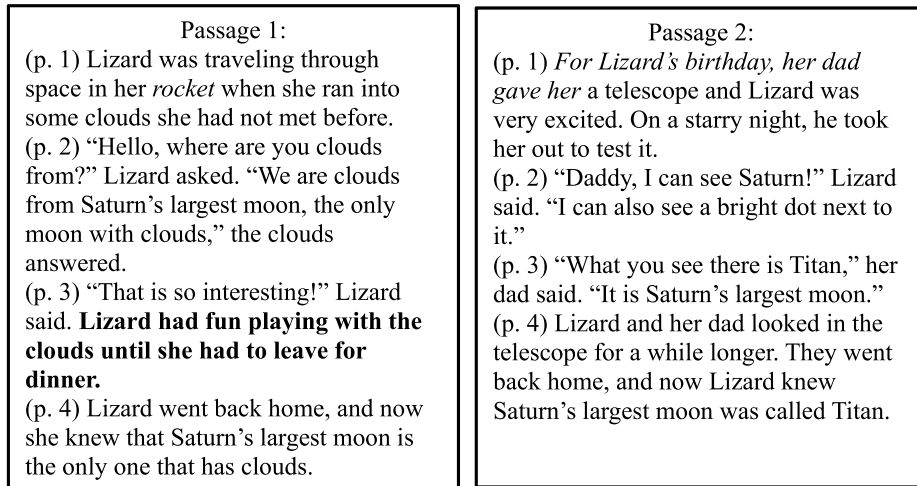 Passage 1:
(p. 1) Lizard was traveling through
space in her rocket when she ran into
some clouds she had not met before.
(p. 2) “Hello, where are you clouds
from?” Lizard asked. “We are clouds
from Saturn’s largest moon, the only
moon with clouds,” the clouds
answered.
(p. 3) “That is so interesting!” Lizard
said. Lizard had fun playing with the
clouds until she had to leave for
dinner.
(p. 4) Lizard went back home, and now
she knew that Saturn’s largest moon is
the only one that has clouds.
Passage 2:
(p. 1) For Lizard’s birthday, her dad
gave her a telescope and Lizard was
very excited. On a starry night, he took
her out to test it.
(p. 2) “Daddy, I can see Saturn!” Lizard
said. “I can also see a bright dot next to
it.”
(p. 3) “What you see there is Titan,” her
dad said. “It is Saturn’s largest moon.”
(p. 4) Lizard and her dad looked in the
telescope for a while longer. They went
back home, and now Lizard knew
Saturn’s largest moon was called Titan.